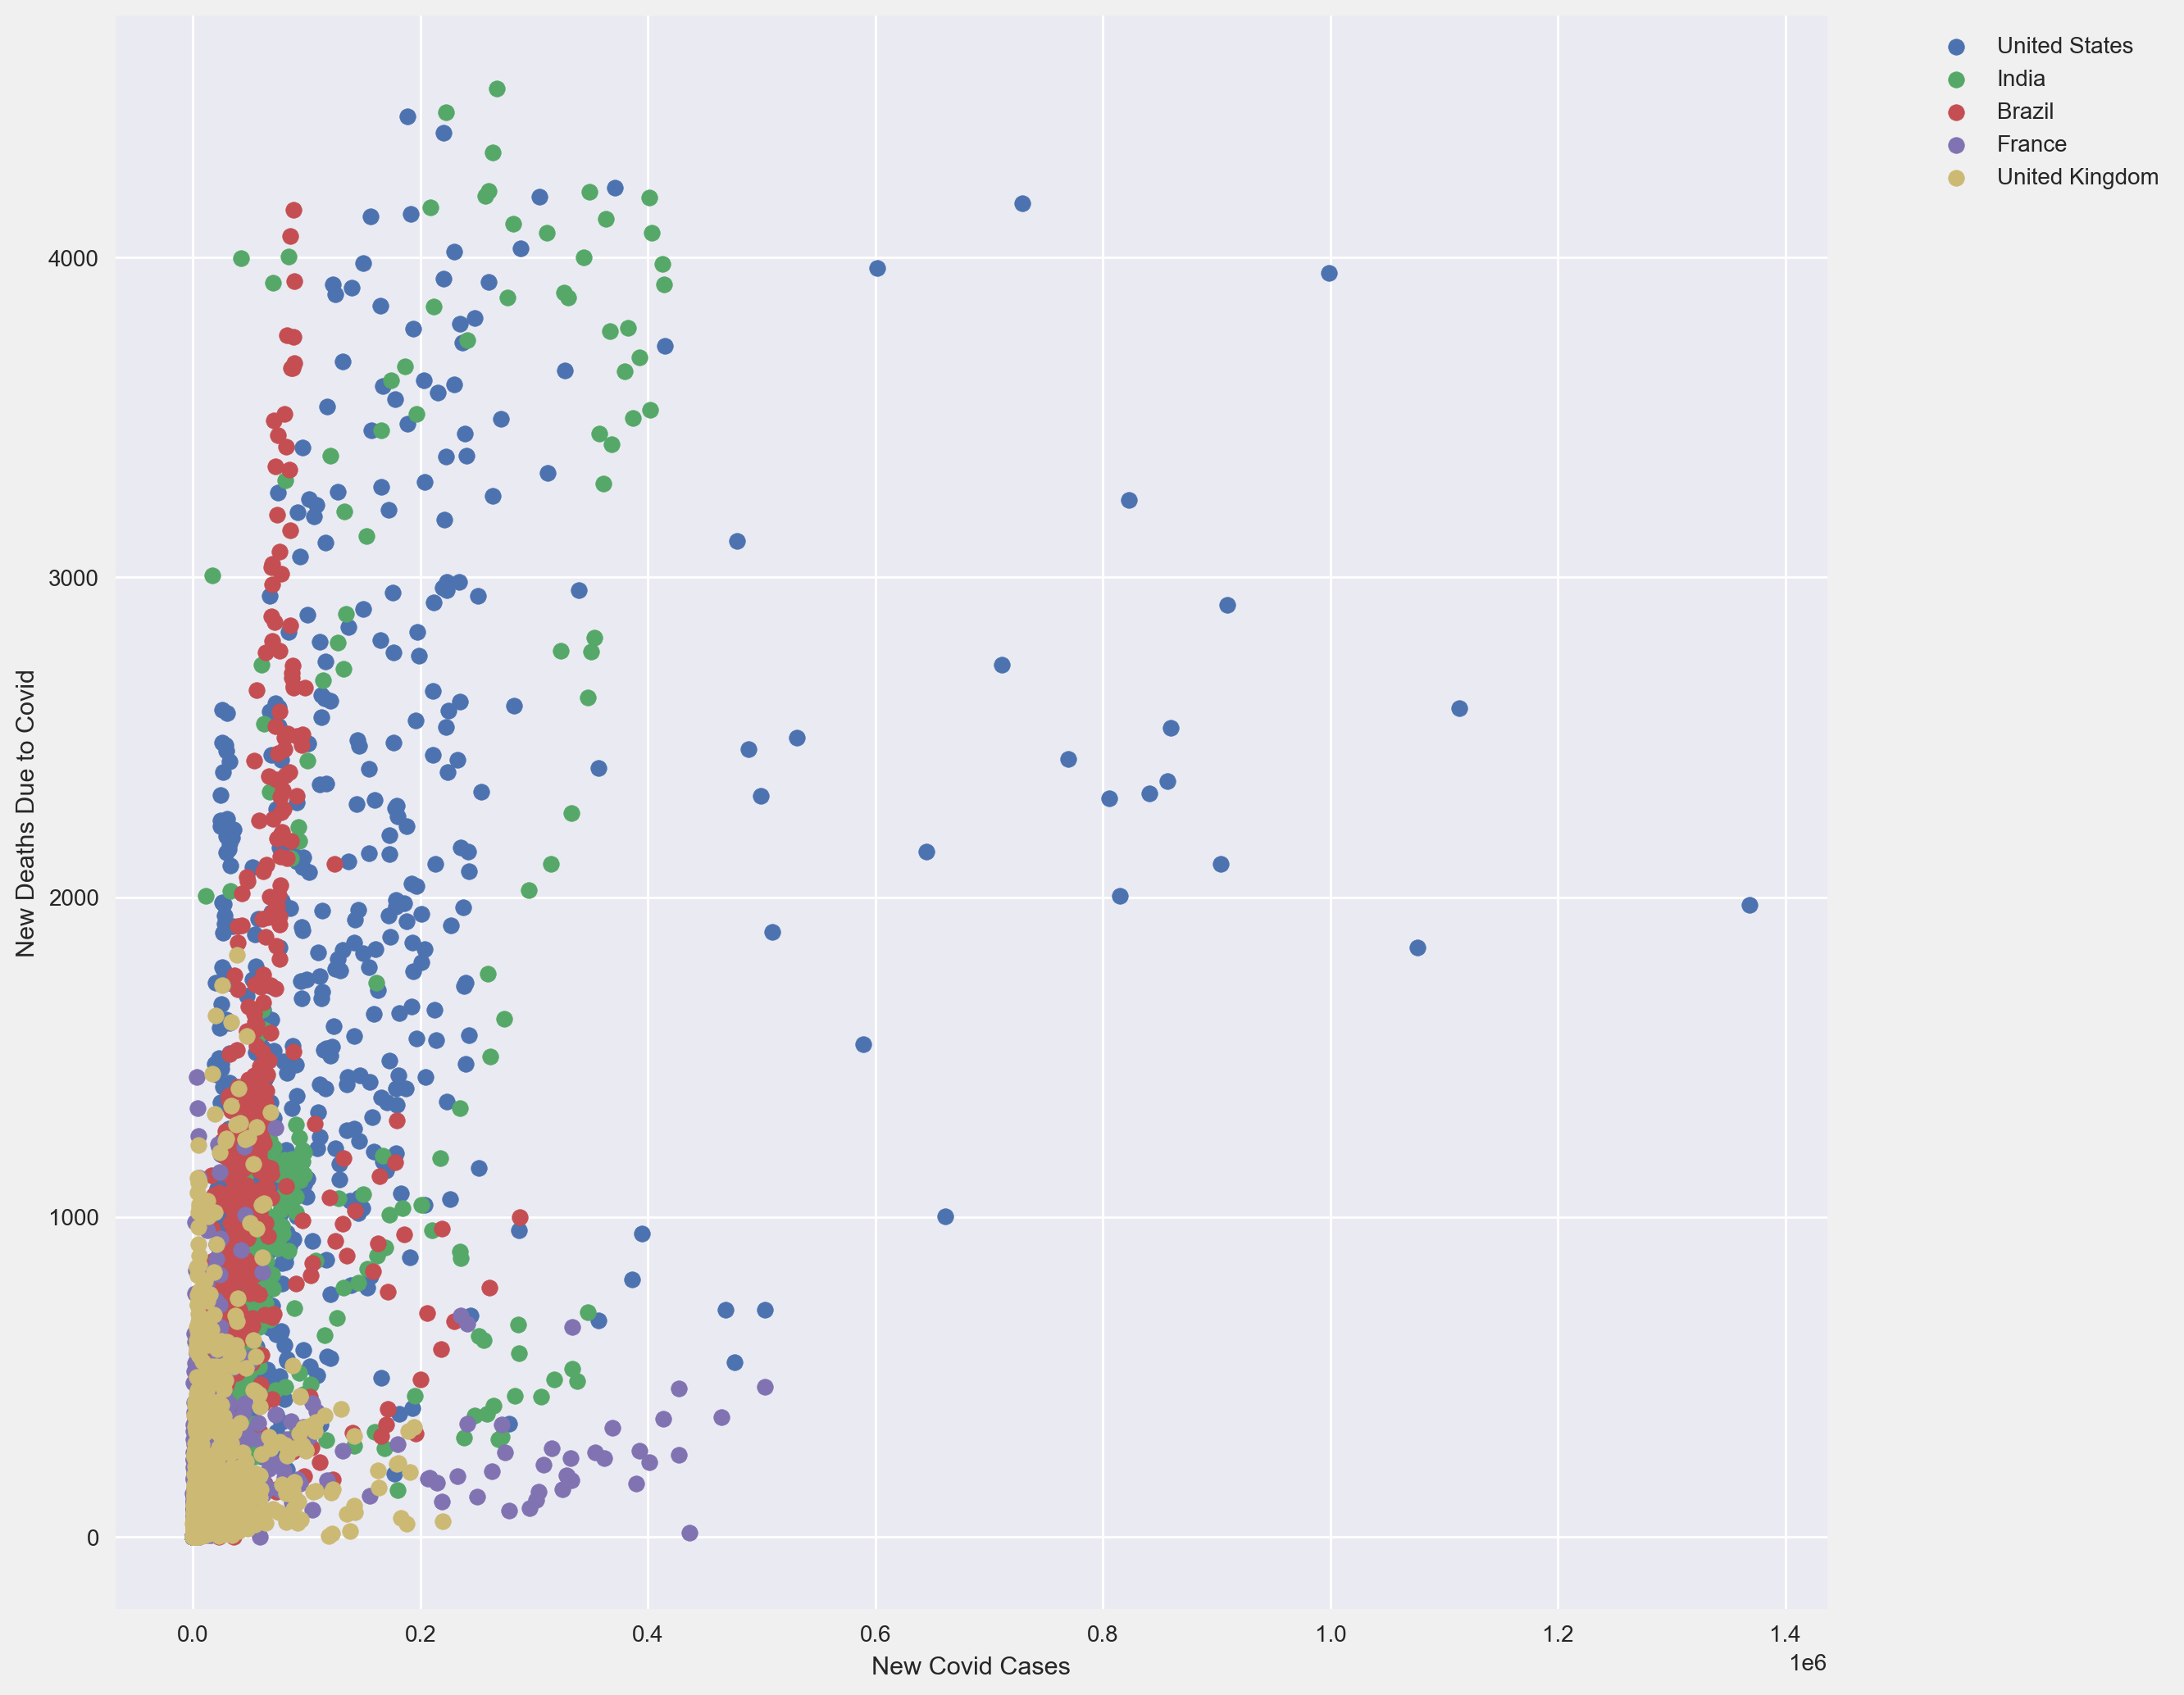 United States
India
Brazil
France
United Kingdom
4000
3000
2000
1000
0
New Deaths Due to Covid
0.0 0.2 0.4 0.6 0.8 1.0 1.2 1.4
1e6
New Covid Cases